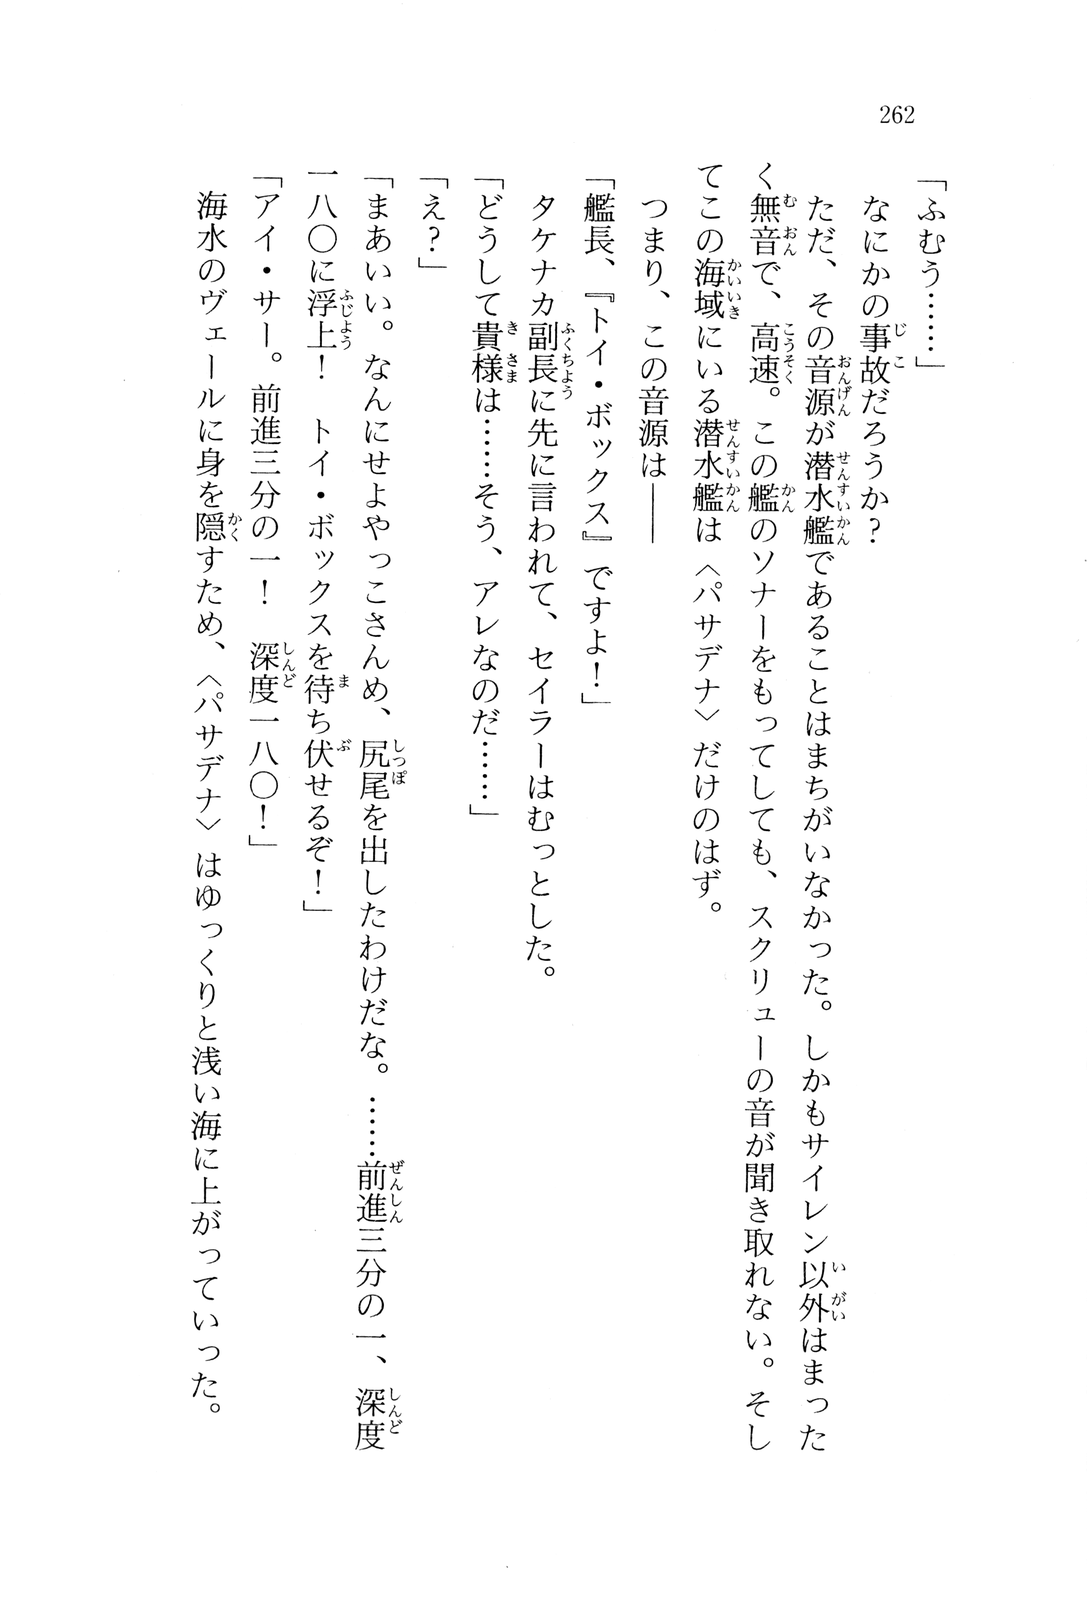 262
「ふむう……」
　なにかの事故だろうか?
　ただ、その音源が潜水艦であることはまちがいなかった。しかもサイレン以外はまった
く無音で、高速。この艦のソナーをもってしても、スクリューの音が聞き取れない。そし
てこの海域にいる潜水艦は〈パサデナ〉だけのはず。
　つまり、この音源は――
「艦長、『トイ・ボックス』ですよ!」
　タケナカ副長に先に言われて、セイラーはむっとした。
「どうして貴様は……そう、アレなのだ……」
「え?」
「まあいい。なんにせよやっこさんめ、尻尾を出したわけだな。……前進三分の一、深度
一八〇に浮上!　トイ・ボックスを待ち伏せるぞ!」
「アイ・サー。前進三分の一!　深度一八〇!」
　海水のヴェールに身を隠すため、〈パサデナ〉はゆっくりと浅い海に上がっていった。